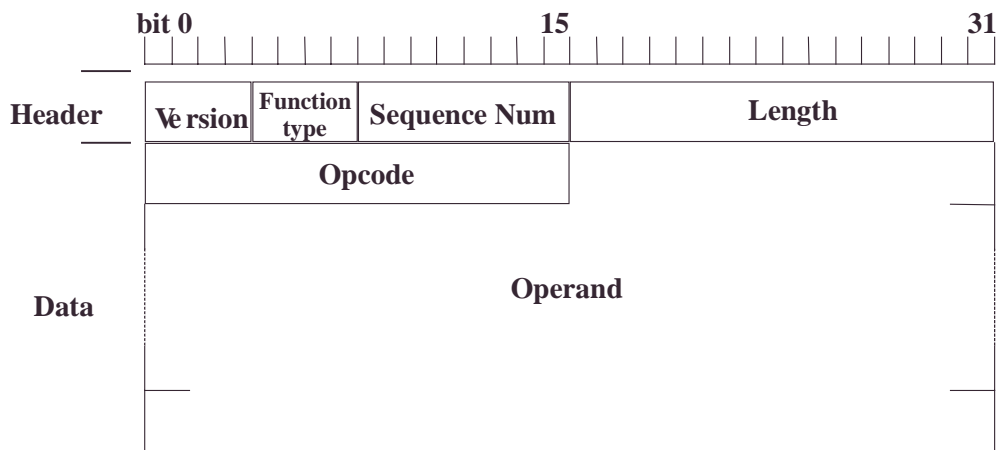 bit 0 15 31
Header Version Function type Sequence Num Length
Opcode
Data Operand